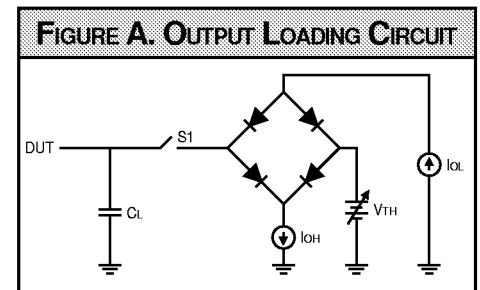 FIGURE A. OUTPUT LOADING CIRCUIT
DUT
S1
IOL
CL
VTH
IOH